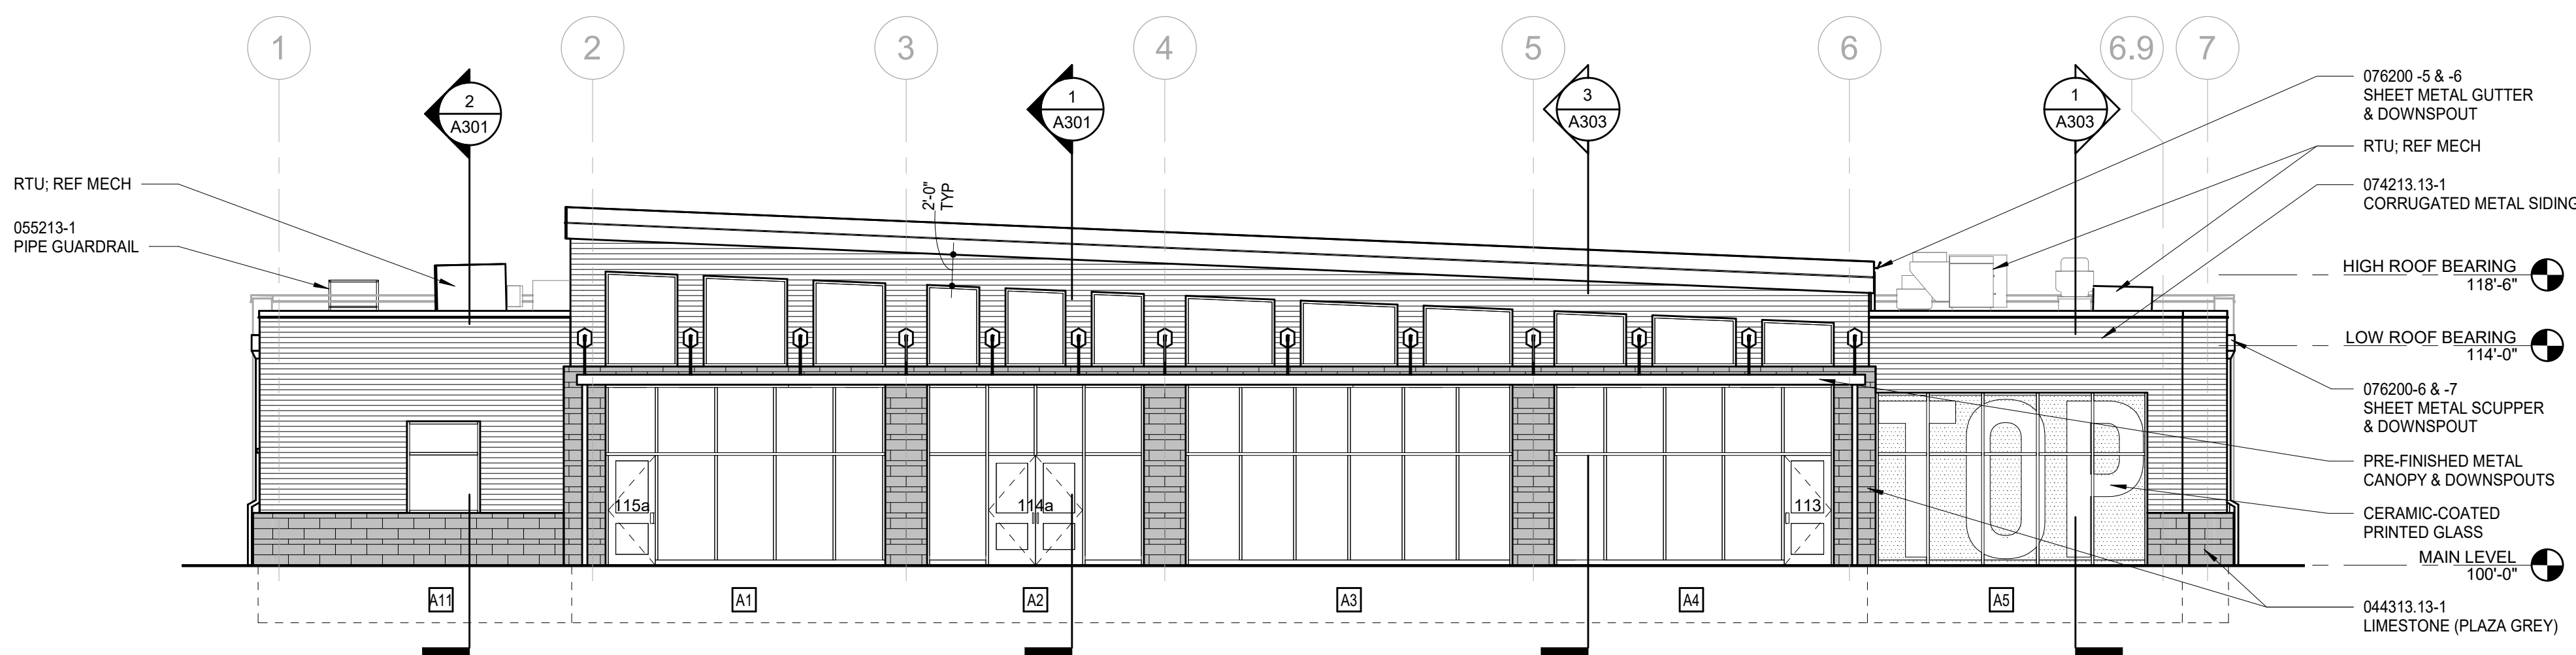 1
2
3
4
5
6
6.9
7
2
A301
1
A301
3
A303
1
A303
RTU; REF MECH
055213-1
PIPE GUARDRAIL
2'-0"
TYP
076200 -5 & -6
SHEET METAL GUTTER
& DOWNSPOUT
RTU; REF MECH
074213.13-1
CORRUGATED METAL SIDING
HIGH ROOF BEARING
118'-6"
LOW ROOF BEARING
114'-0"
076200-6 & -7
SHEET METAL SCUPPER
& DOWNSPOUT
PRE-FINISHED METAL
CANOPY & DOWNSPOUTS
CERAMIC-COATED
PRINTED GLASS
MAIN LEVEL
100'-0"
044313.13-1
LIMESTONE (PLAZA GREY)
115a
114a
113
TOP
A11
A1
A2
A3
A4
A5